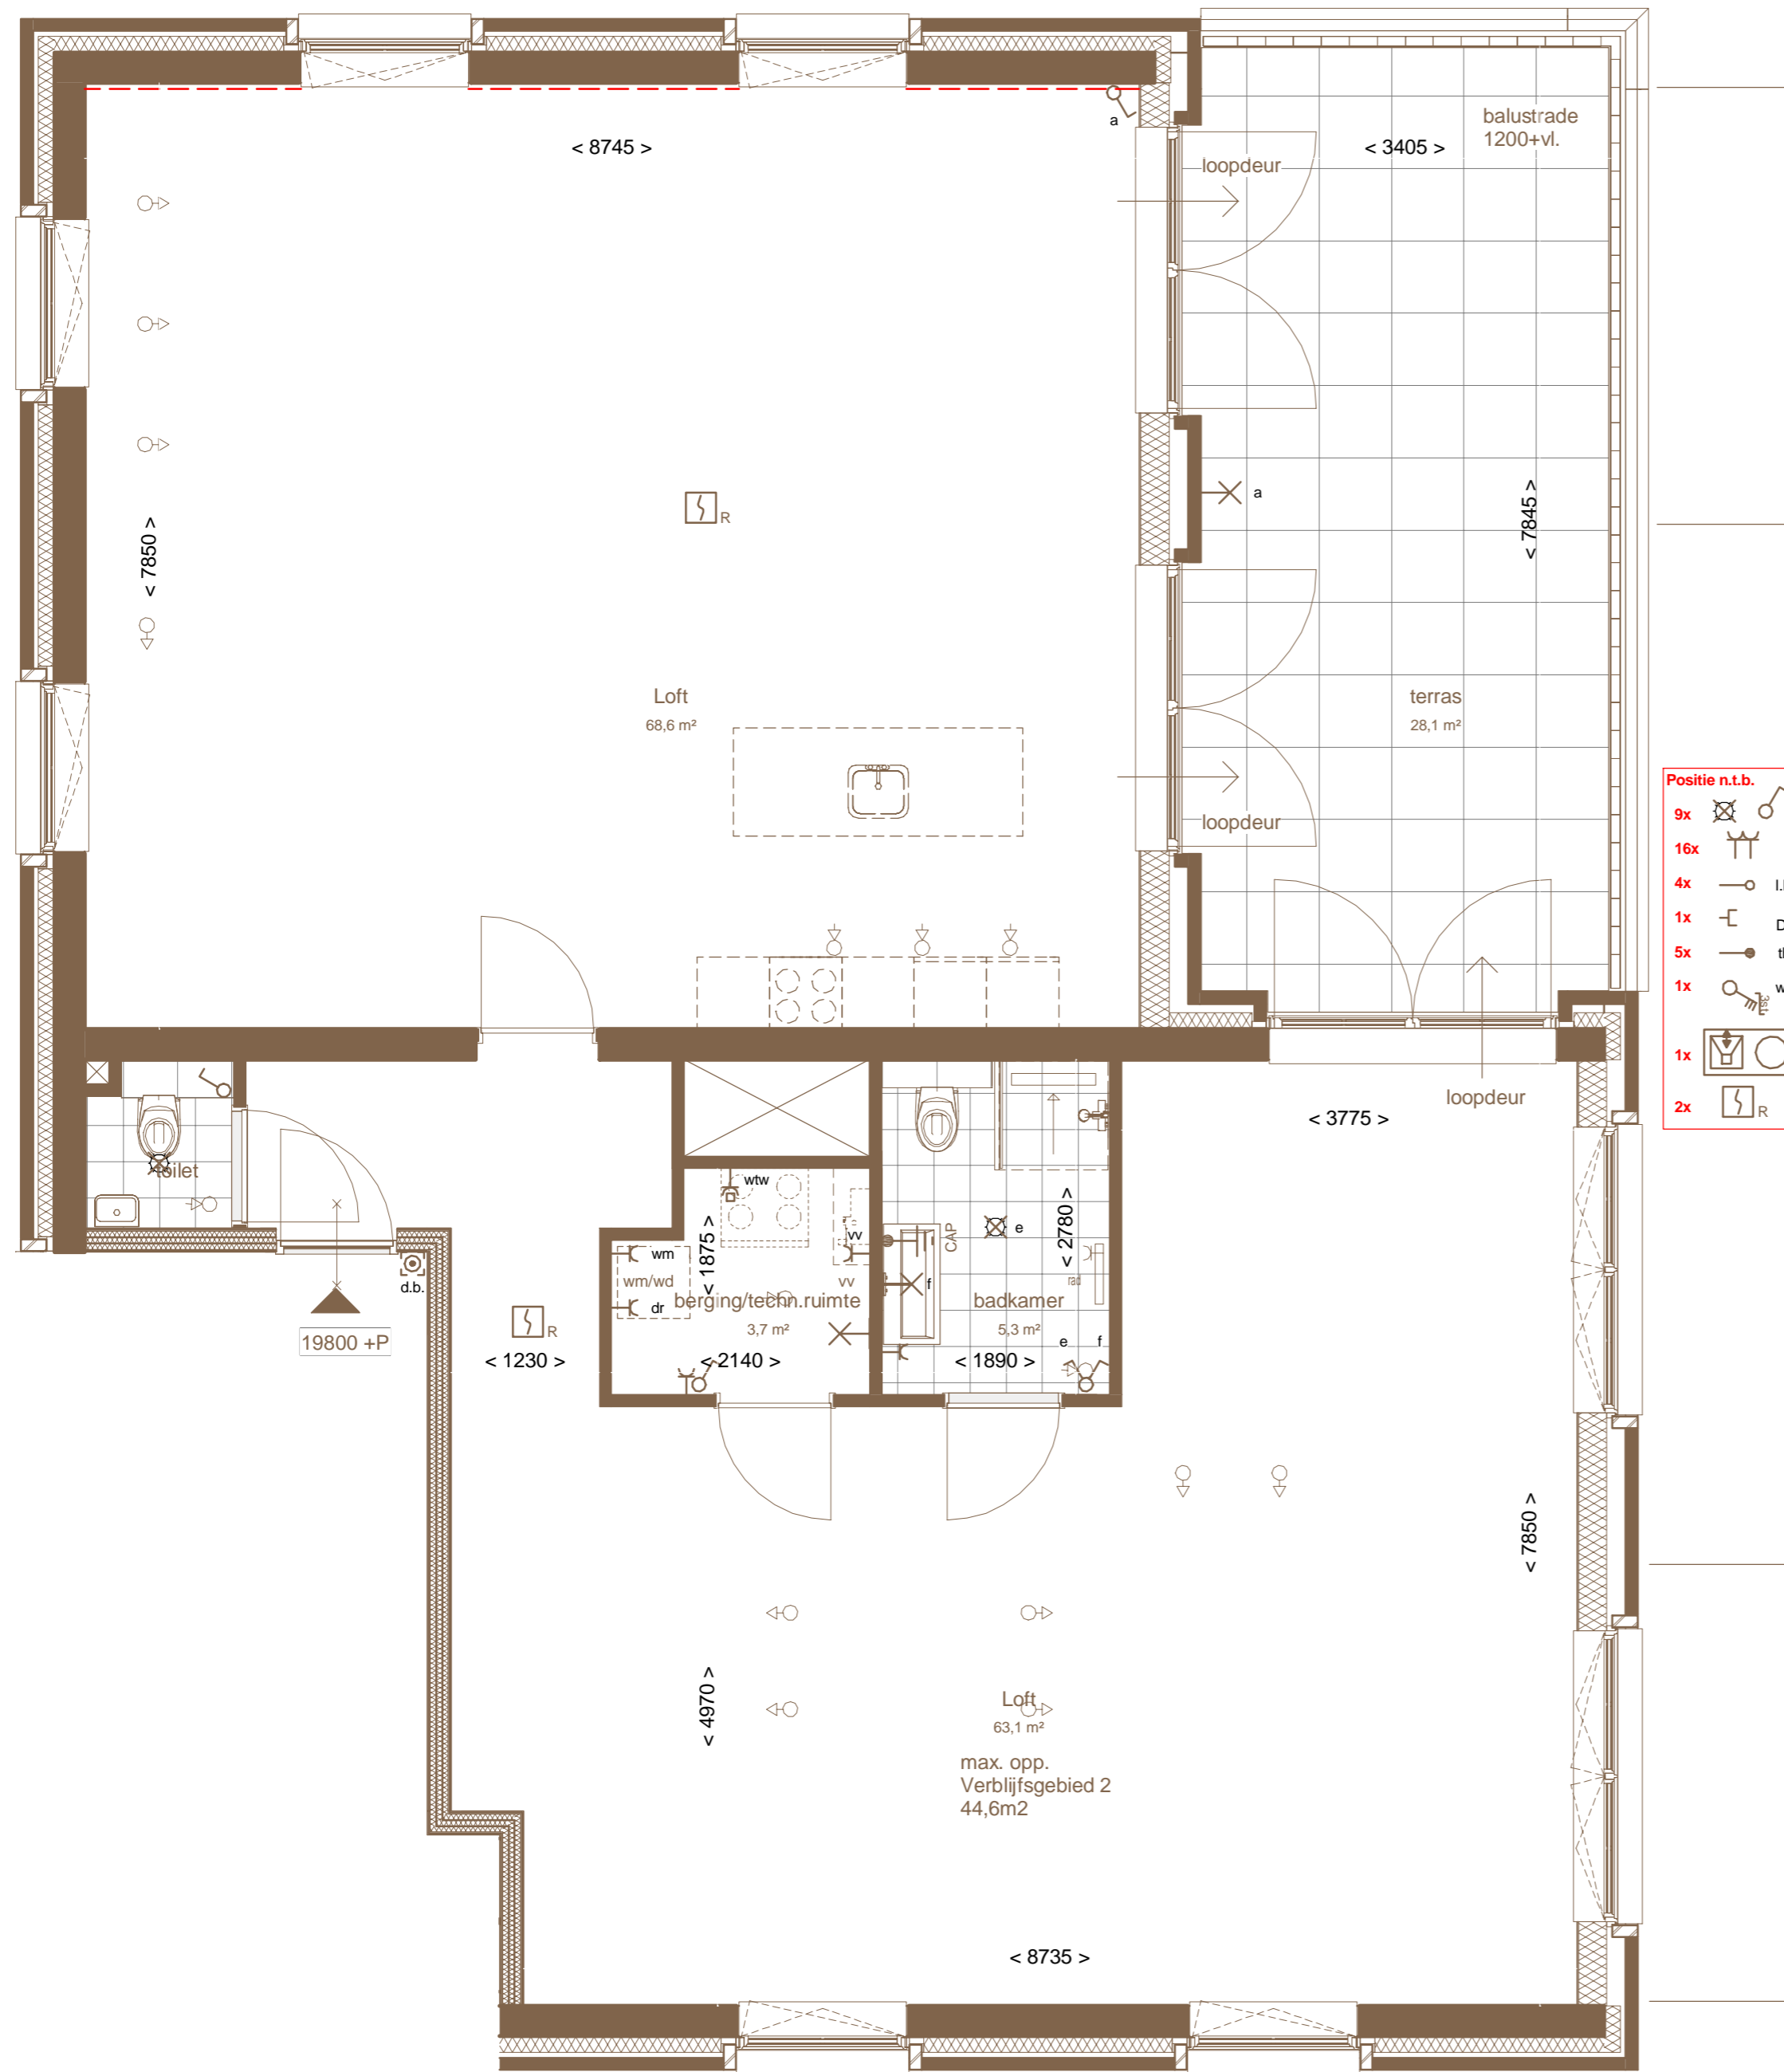 < 8745 >
a
loopdeur
< 3405 >
balustrade
1200+vl.
< 7850 >
R
a
< 7845 >
Loft
68,6 m²
terras
28,1 m²
loopdeur
Positie n.t.b.
9x
16x
4x
1x
5x
1x
3st
1x
2x
R
toilet
d.b.
19800 +P
R
< 1230 >
wtw
wm
wm/wd
dr
< 1875 >
vv
vv
berging/techn.ruimte
3,7 m²
< 2140 >
CAP
e
f
< 2780 >
rad
badkamer
5,3 m²
e f
< 1890 >
< 3775 >
loopdeur
< 7850 >
< 4970 >
Loft
63,1 m²
max. opp.
Verblijfsgebied 2
44,6m2
< 8735 >